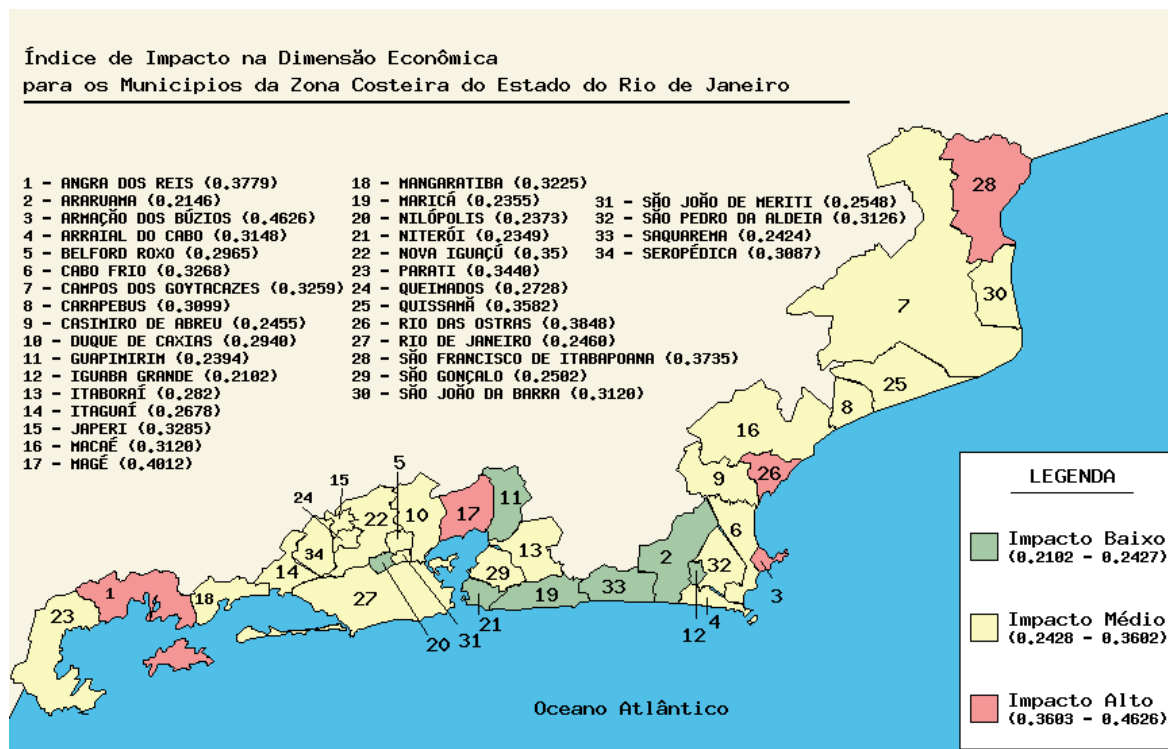 Índice de Impacto na Dimensão Econômica
para os Municipios da Zona Costeira do Estado do Rio de Janeiro
1 - ANGRA DOS REIS (0.3779)
2 - ARARUAMA (0.2146)
3 - ARMAÇÃO DOS BÚZIOS (0.4626)
4 - ARRAIAL DO CABO (0.3148)
5 - BELFORD ROXO (0.2965)
6 - CABO FRIO (0.3268)
7 - CAMPOS DOS GOYTACAZES (0.3259)
8 - CARAPEBUS (0.3099)
9 - CASIMIRO DE ABREU (0.2455)
10 - DUQUE DE CAXIAS (0.2940)
11 - GUAPIMIRIM (0.2394)
12 - IGUABA GRANDE (0.2102)
13 - ITABORAÍ (0.282)
14 - ITAGUAÍ (0.2678)
15 - JAPERI (0.3285)
16 - MACAÉ (0.3120)
17 - MAGÉ (0.4012)
18 - MANGARATIBA (0.3225)
19 - MARICÁ (0.2355)
20 - NILÓPOLIS (0.2373)
21 - NITERÓI (0.2349)
22 - NOVA IGUAÇÚ (0.35)
23 - PARATI (0.3440)
24 - QUEIMADOS (0.2728)
25 - QUISSAMÃ (0.3582)
26 - RIO DAS OSTRAS (0.3848)
27 - RIO DE JANEIRO (0.2460)
28 - SÃO FRANCISCO DE ITABAPOANA (0.3735)
29 - SÃO GONÇALO (0.2502)
30 - SÃO JOÃO DA BARRA (0.3120)
31 - SÃO JOÃO DE MERITI (0.2548)
32 - SÃO PEDRO DA ALDEIA (0.3126)
33 - SAQUAREMA (0.2424)
34 - SEROPÉDICA (0.3087)
28
30
7
25
8
16
26
9
6
5
15
24
22
10
17
11
13
34
14
2
32
29
33
19
27
1
18
23
3
21
4
12
31
20
Oceano Atlântico
LEGENDA
Impacto Baixo
(0.2102 - 0.2427)
Impacto Médio
(0.2428 - 0.3602)
Impacto Alto
(0.3603 - 0.4626)